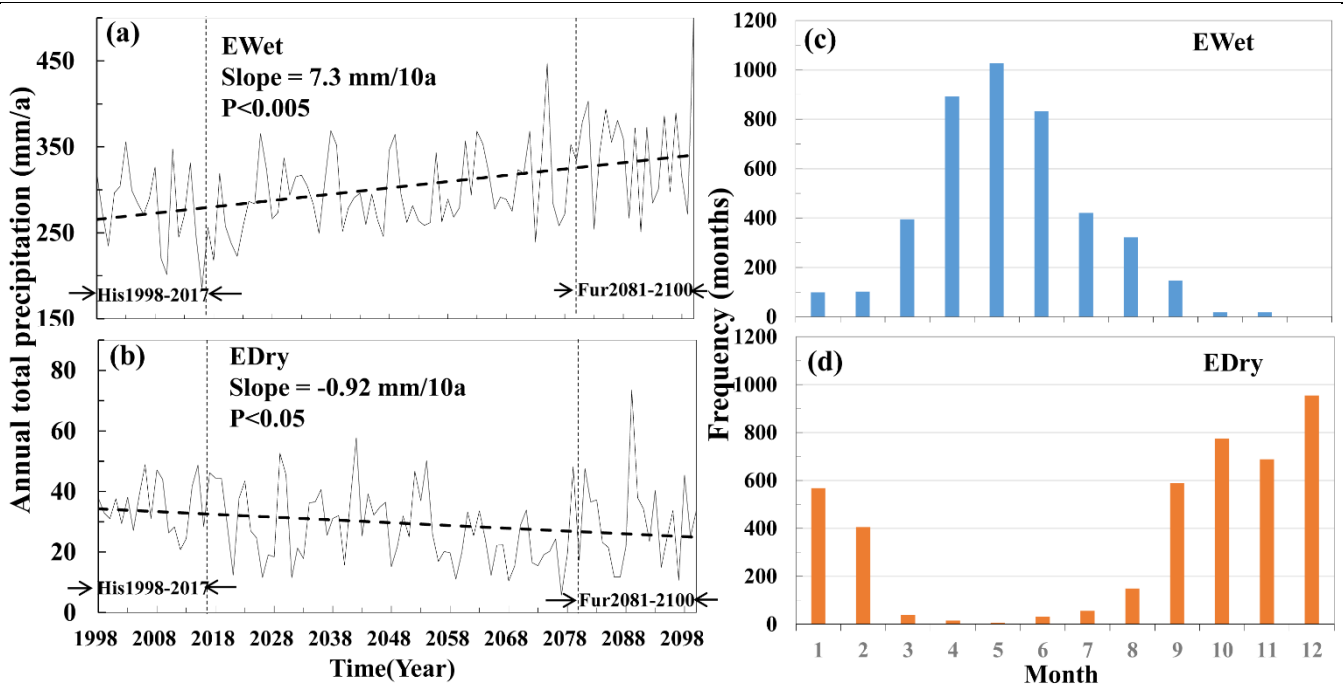 Annual total precipitation (mm/a)
(a)
EWet
Slope = 7.3 mm/10a
P<0.005
450
350
250
150
His1998-2017
Fur2081-2100
(b)
EDry
Slope = -0.92 mm/10a
P<0.05
80
60
40
20
0
His1998-2017
Fur2081-2100
1998 2008 2018 2028 2038 2048 2058 2068 2078 2088 2098
Time(Year)
Frequency (months)
(c)
EWet
1200
1000
800
600
400
200
0
(d)
EDry
1200
1000
800
600
400
200
0
1 2 3 4 5 6 7 8 9 10 11 12
Month